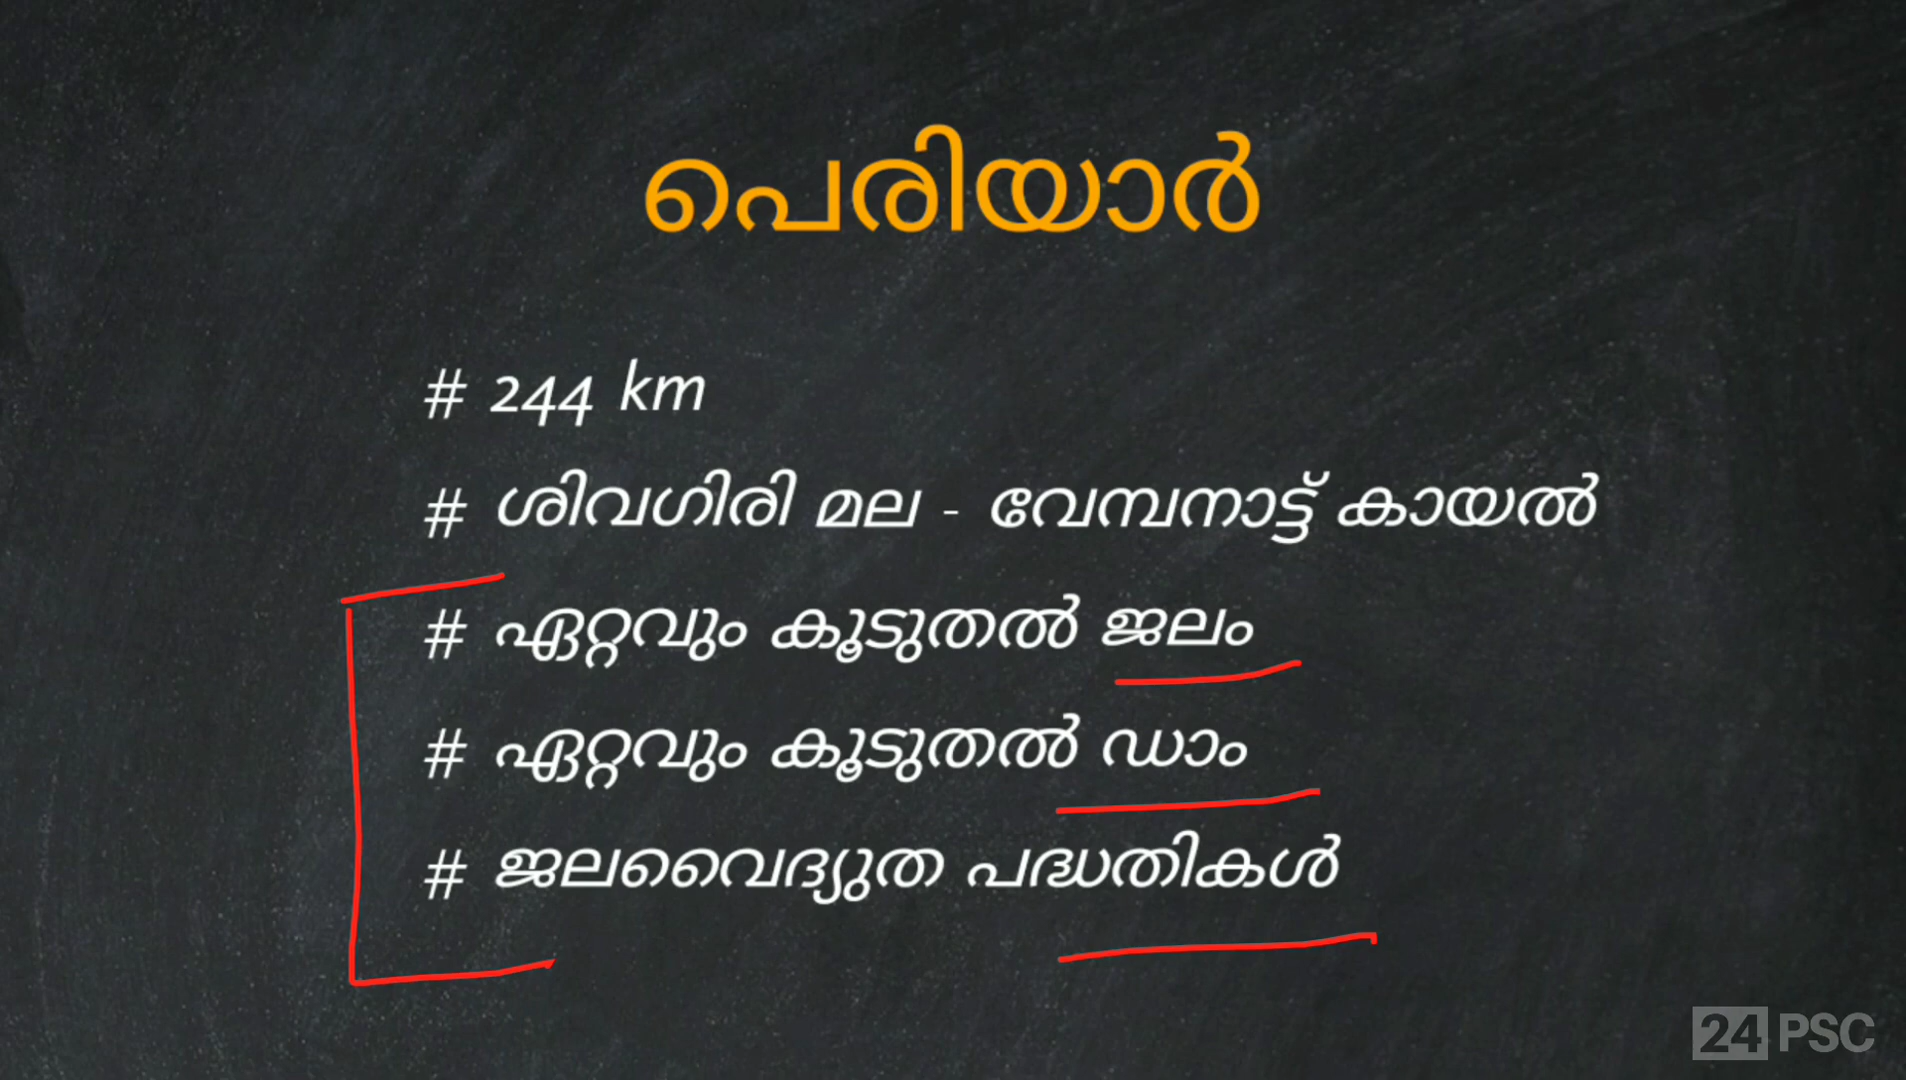 പെരിയാർ
# 244 km
# ശിവഗിരി മല - വേമ്പനാട്ട് കായൽ
# ഏറ്റവും കൂടുതൽ ജലം
# ഏറ്റവും കൂടുതൽ ഡാം
# ജലവൈദ്യുത പദ്ധതികൾ
24 PSC